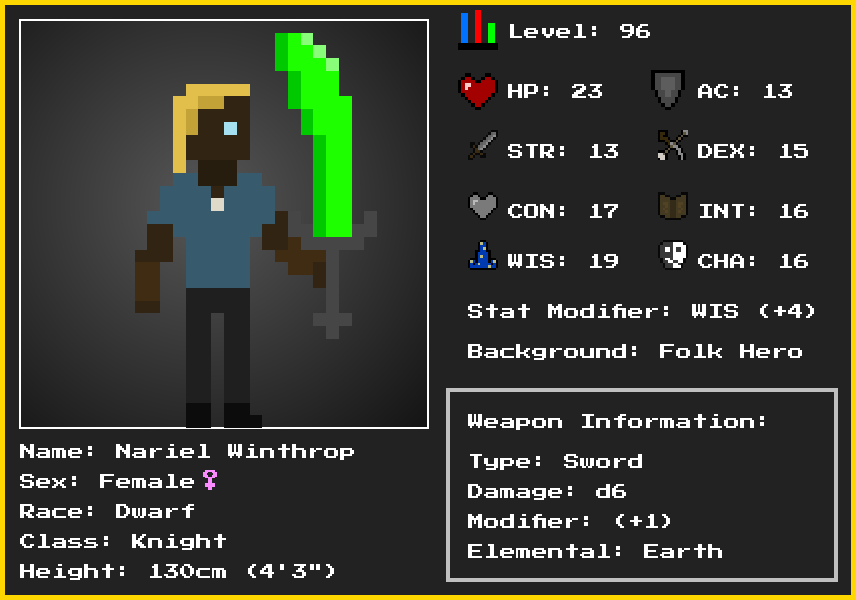 Level: 96
HP: 23
AC: 13
STR: 13
DEX: 15
CON: 17
INT: 16
WIS: 19
CHA: 16
Stat Modifier: WIS (+4)
Background: Folk Hero
Name: Nariel Winthrop
Sex: Female♀
Race: Dwarf
Class: Knight
Height: 130cm (4'3")
Weapon Information:
Type: Sword
Damage: d6
Modifier: (+1)
Elemental: Earth